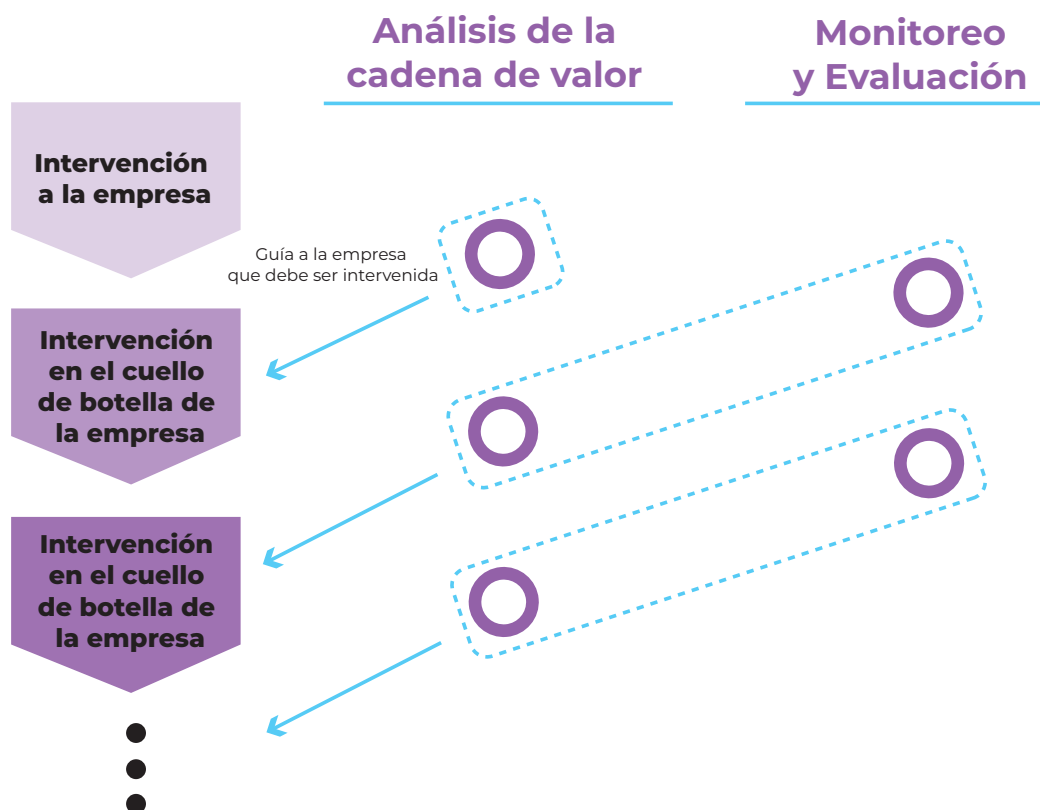 Análisis de la
cadena de valor
Monitoreo
y Evaluación
Intervención
a la empresa
Guía a la empresa
que debe ser intervenida
Intervención
en el cuello
de botella de
la empresa
Intervención
en el cuello
de botella de
la empresa